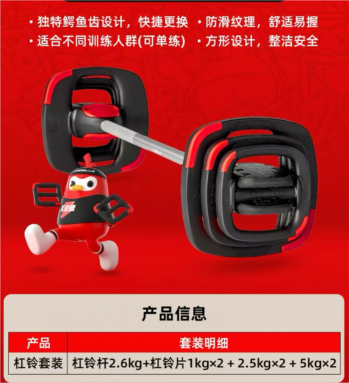 · 独特鳄鱼齿设计，快捷更换 · 防滑纹理，舒适易握
· 适合不同训练人群(可单练) · 方形设计，整洁安全
产品信息
产品 套装明细
杠铃套装 杠铃杆2.6kg+杠铃片1kg×2 + 2.5kg×2 + 5kg×2